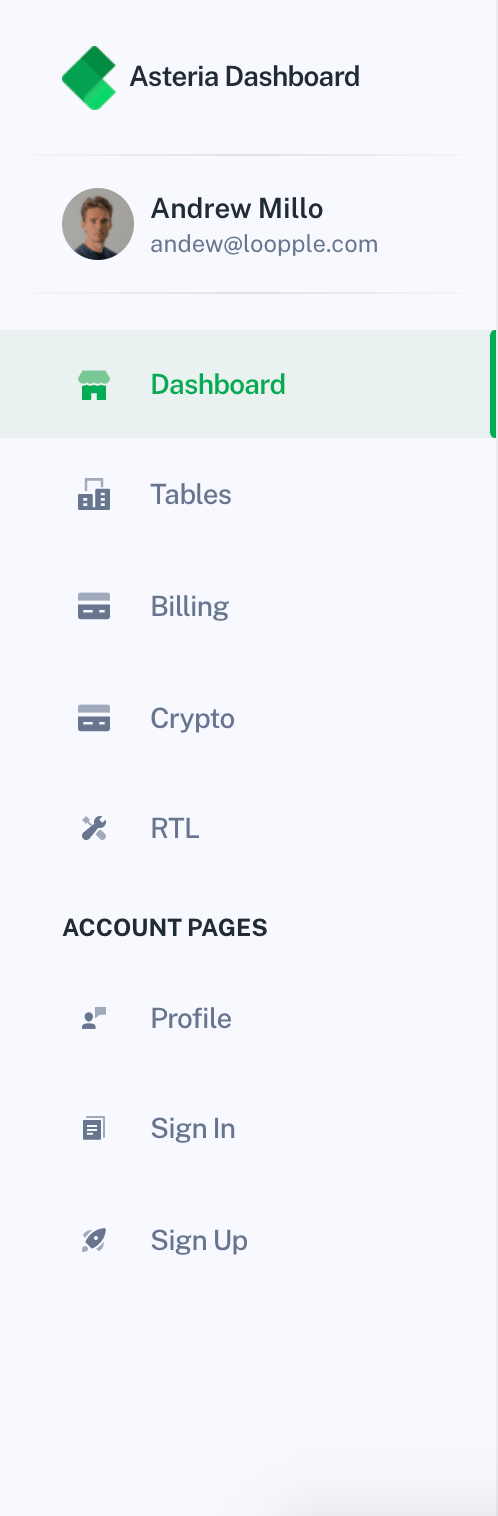 Asteria Dashboard
Andrew Millo
andew@loopple.com
Dashboard
Tables
Billing
Crypto
RTL
ACCOUNT PAGES
Profile
Sign In
Sign Up